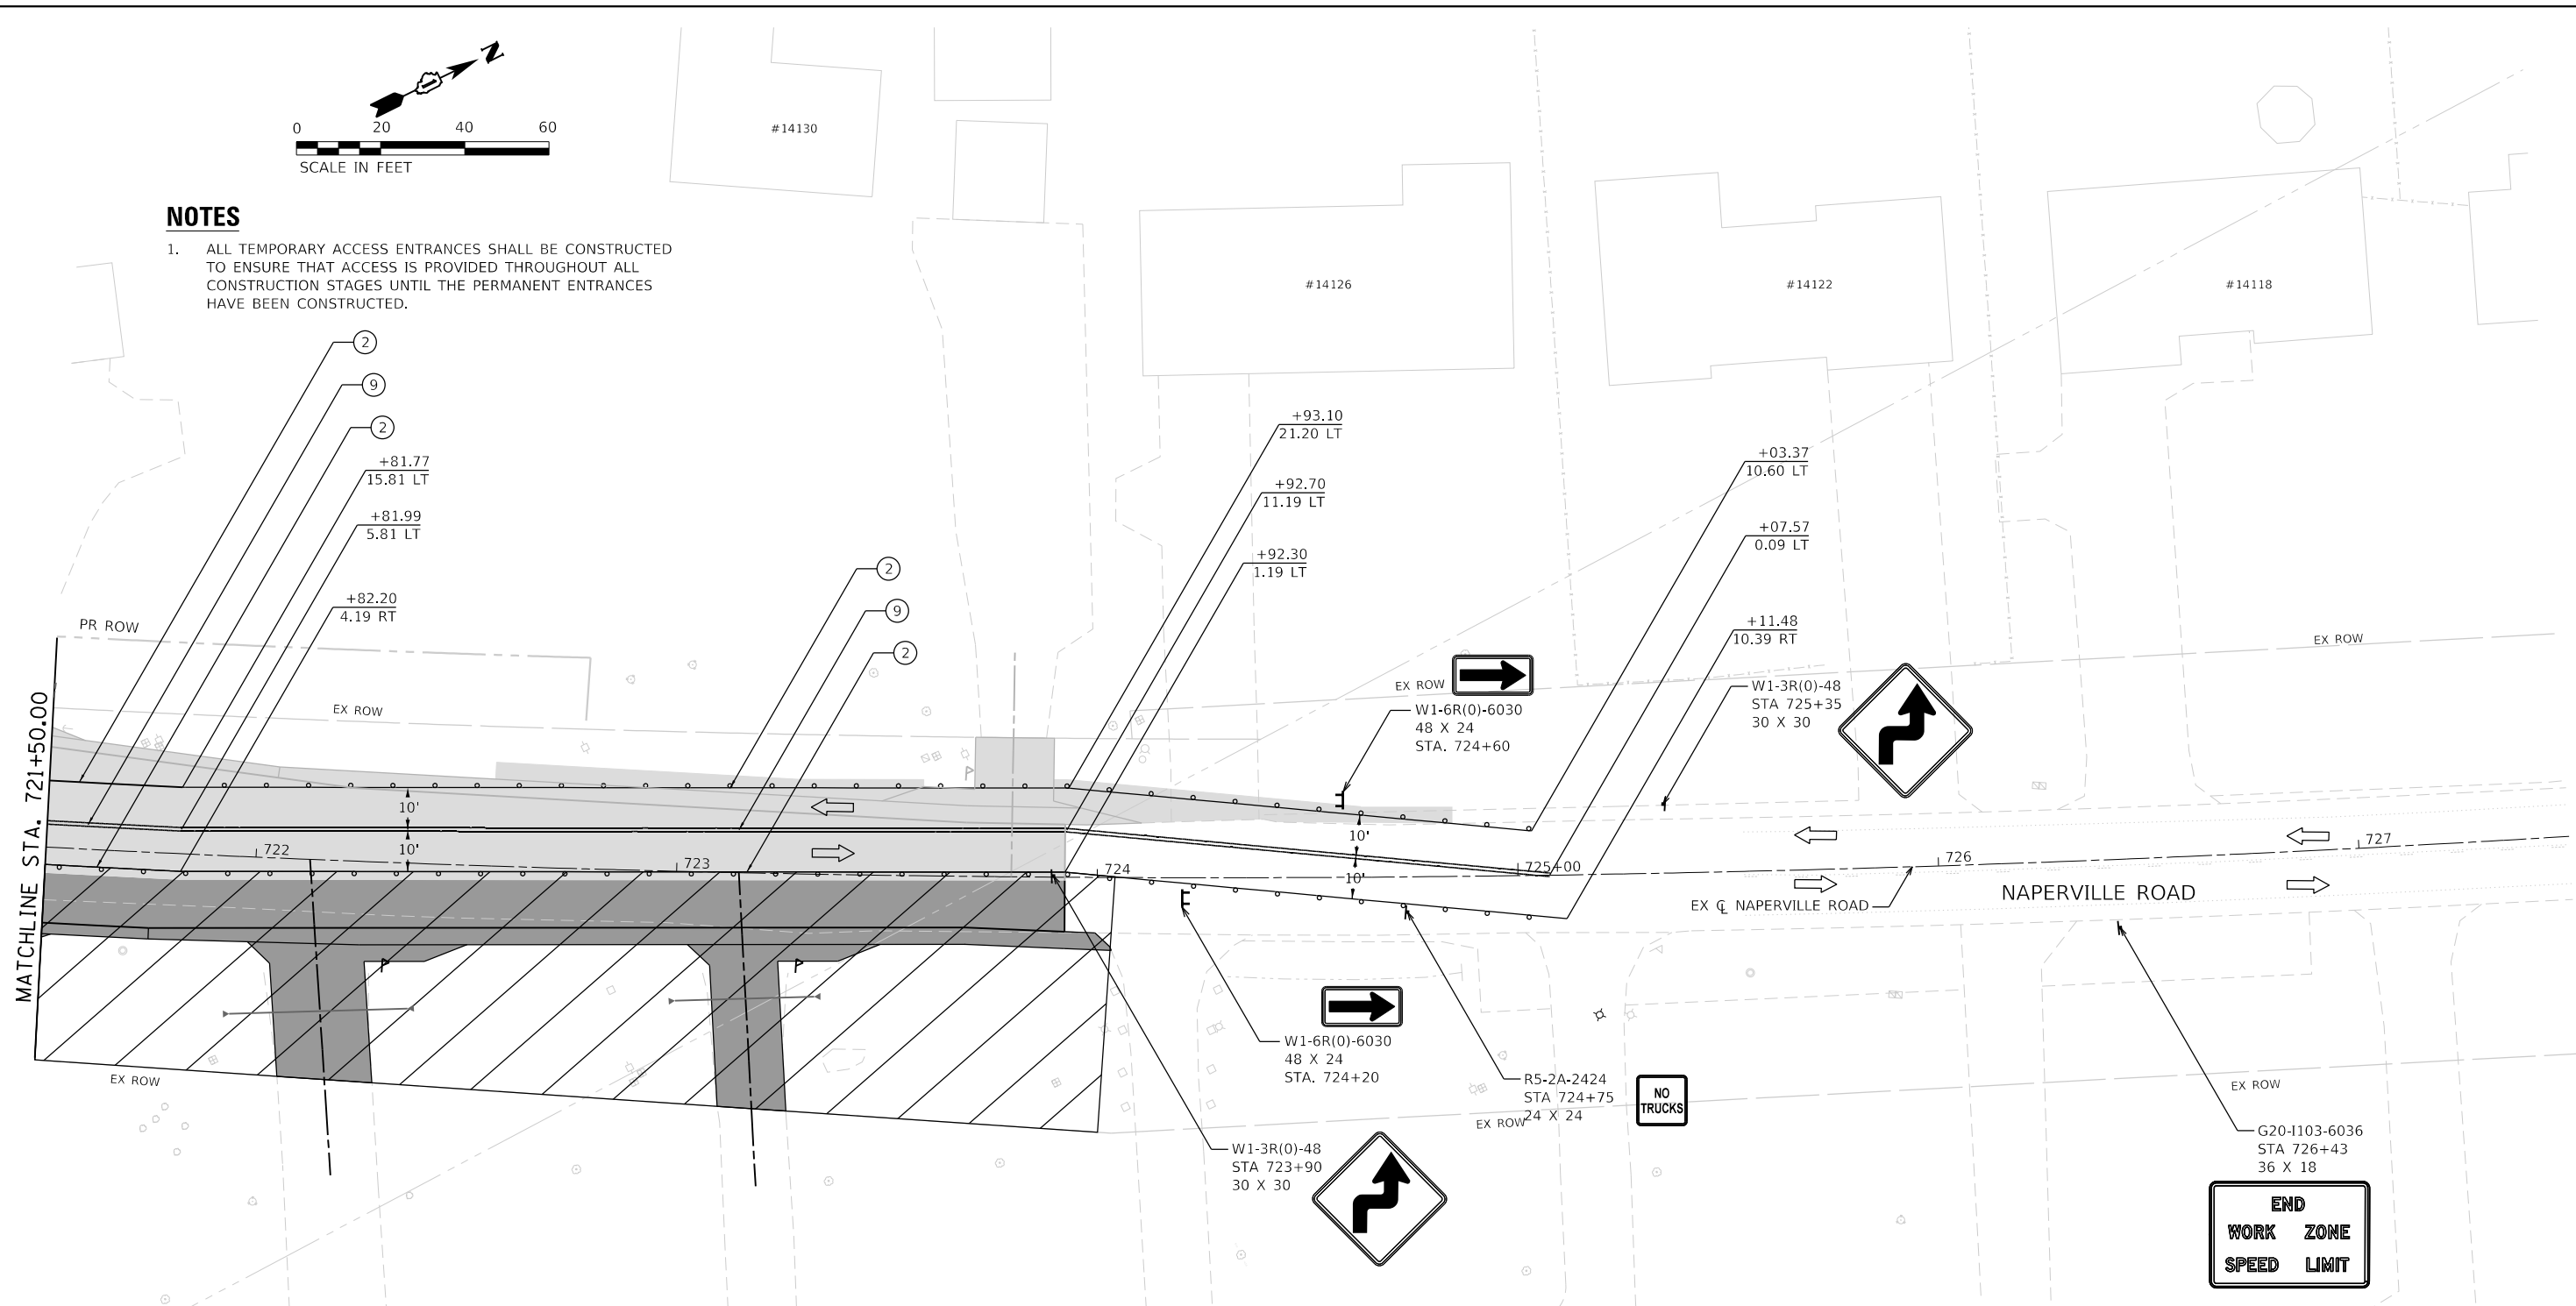 N
0 20 40 60
SCALE IN FEET
NOTES
1. ALL TEMPORARY ACCESS ENTRANCES SHALL BE CONSTRUCTED
TO ENSURE THAT ACCESS IS PROVIDED THROUGHOUT ALL
CONSTRUCTION STAGES UNTIL THE PERMANENT ENTRANCES
HAVE BEEN CONSTRUCTED.
#14130
#14126
#14122
#14118
2
9
2
+81.77
15.81 LT
+81.99
5.81 LT
+82.20
4.19 RT
2
9
2
+93.10
21.20 LT
+92.70
11.19 LT
+92.30
1.19 LT
+03.37
10.60 LT
+07.57
0.09 LT
+11.48
10.39 RT
PR ROW
EX ROW
EX ROW
EX ROW
MATCHLINE STA. 721+50.00
W1-6R(0)-6030
48 X 24
STA. 724+60
W1-3R(0)-48
STA 725+35
30 X 30
10'
10'
10'
10'
722
723
724
725+00
726
727
EX ℄ NAPERVILLE ROAD
NAPERVILLE ROAD
W1-6R(0)-6030
48 X 24
STA. 724+20
R5-2A-2424
STA 724+75
24 X 24
NO
TRUCKS
EX ROW
EX ROW
EX ROW
W1-3R(0)-48
STA 723+90
30 X 30
G20-I103-6036
STA 726+43
36 X 18
END
WORK ZONE
SPEED LIMIT